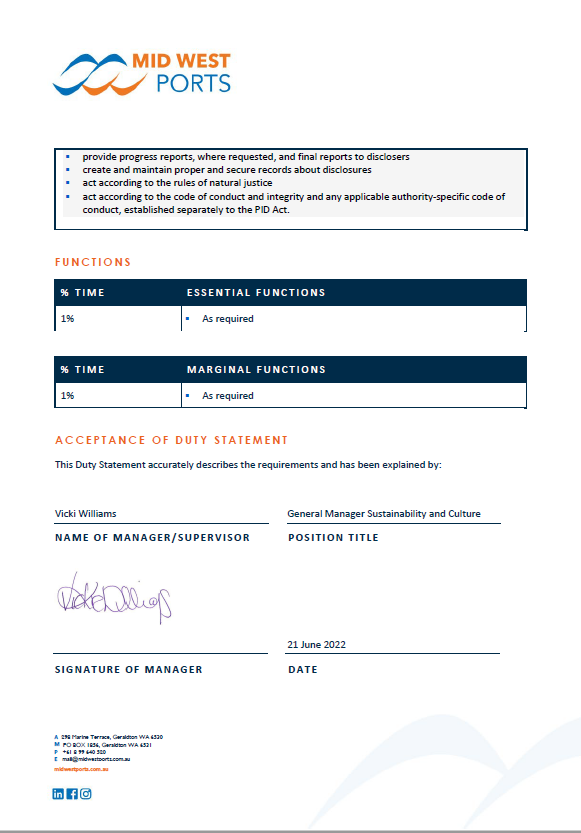 MID WEST
PORTS
▪ provide progress reports, where requested, and final reports to disclosers
▪ create and maintain proper and secure records about disclosures
▪ act according to the rules of natural justice
▪ act according to the code of conduct and integrity and any applicable authority-specific code of
conduct, established separately to the PID Act.
FUNCTIONS
% TIME ESSENTIAL FUNCTIONS
1% ▪ As required
% TIME MARGINAL FUNCTIONS
1% ▪ As required
ACCEPTANCE OF DUTY STATEMENT
This Duty Statement accurately describes the requirements and has been explained by:
Vicki Williams General Manager Sustainability and Culture
NAME OF MANAGER/SUPERVISOR POSITION TITLE
VickiWilliams
21 June 2022
SIGNATURE OF MANAGER DATE
A 298 Marine Terrace, Geraldton WA 6530
M PO BOX 1856, Geraldton WA 6531
P +61 8 99 640 520
E mail@midwestports.com.au
midwestports.com.au